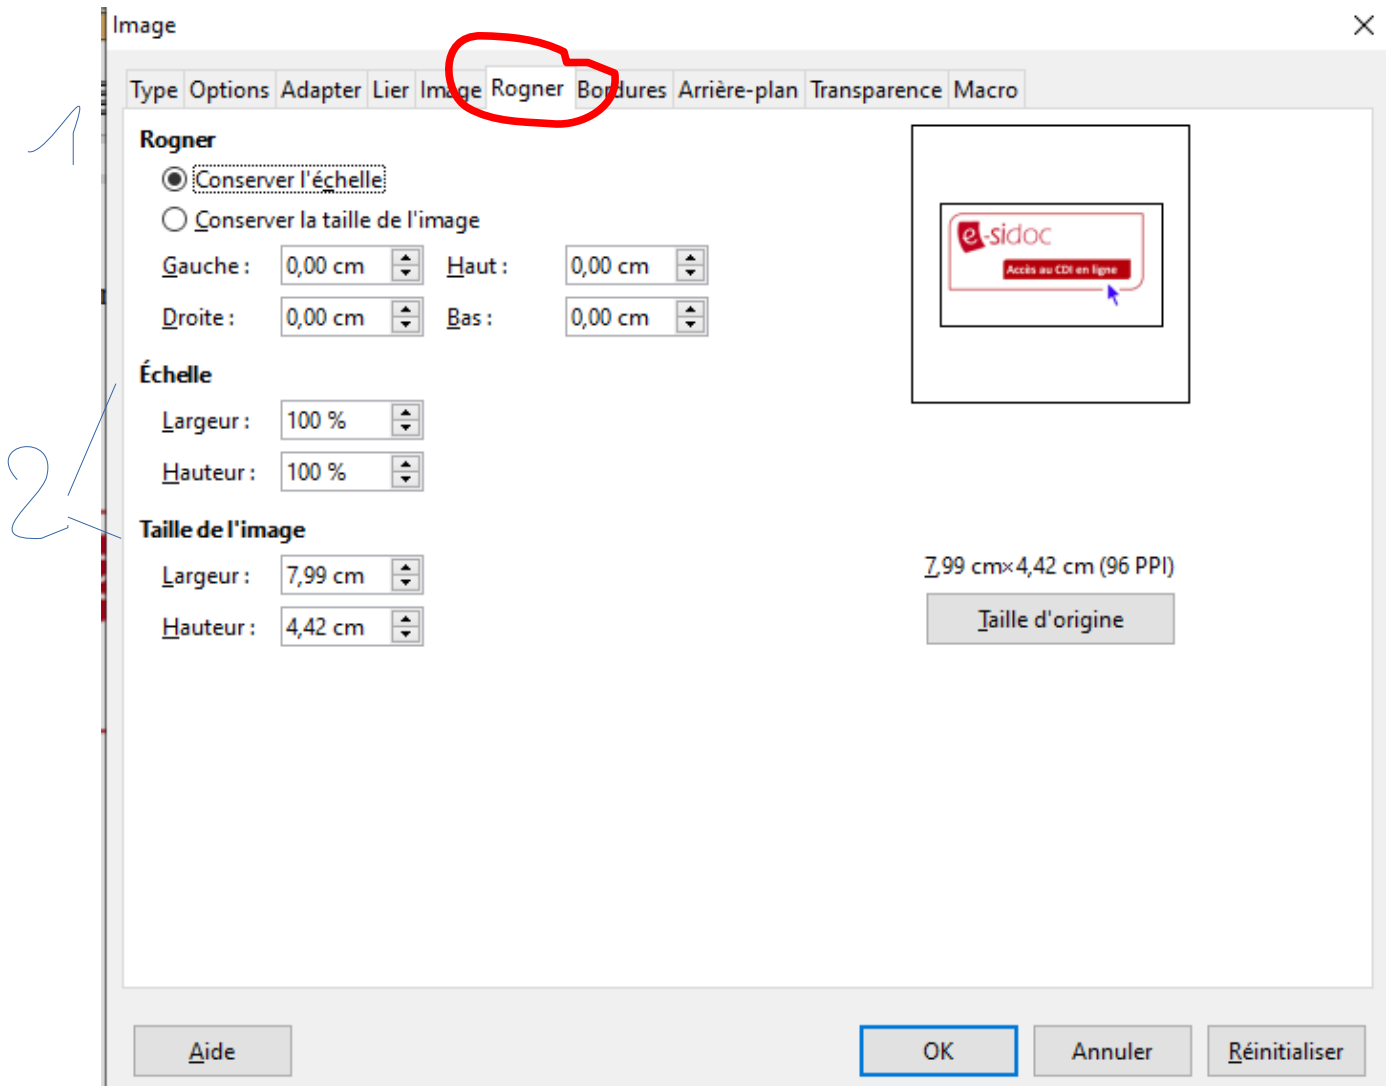 Image
Type Options Adapter Lier Image Rogner Bordures Arrière-plan Transparence Macro
1
Rogner
Conserver l'échelle
Conserver la taille de l'image
Gauche : 0,00 cm Haut : 0,00 cm
Droite : 0,00 cm Bas : 0,00 cm
e-sidoc
Accès au CDI en ligne
Échelle
Largeur : 100 %
Hauteur : 100 %
2
Taille de l'image
Largeur : 7,99 cm
Hauteur : 4,42 cm
7,99 cm×4,42 cm (96 PPI)
Taille d'origine
Aide OK Annuler Réinitialiser